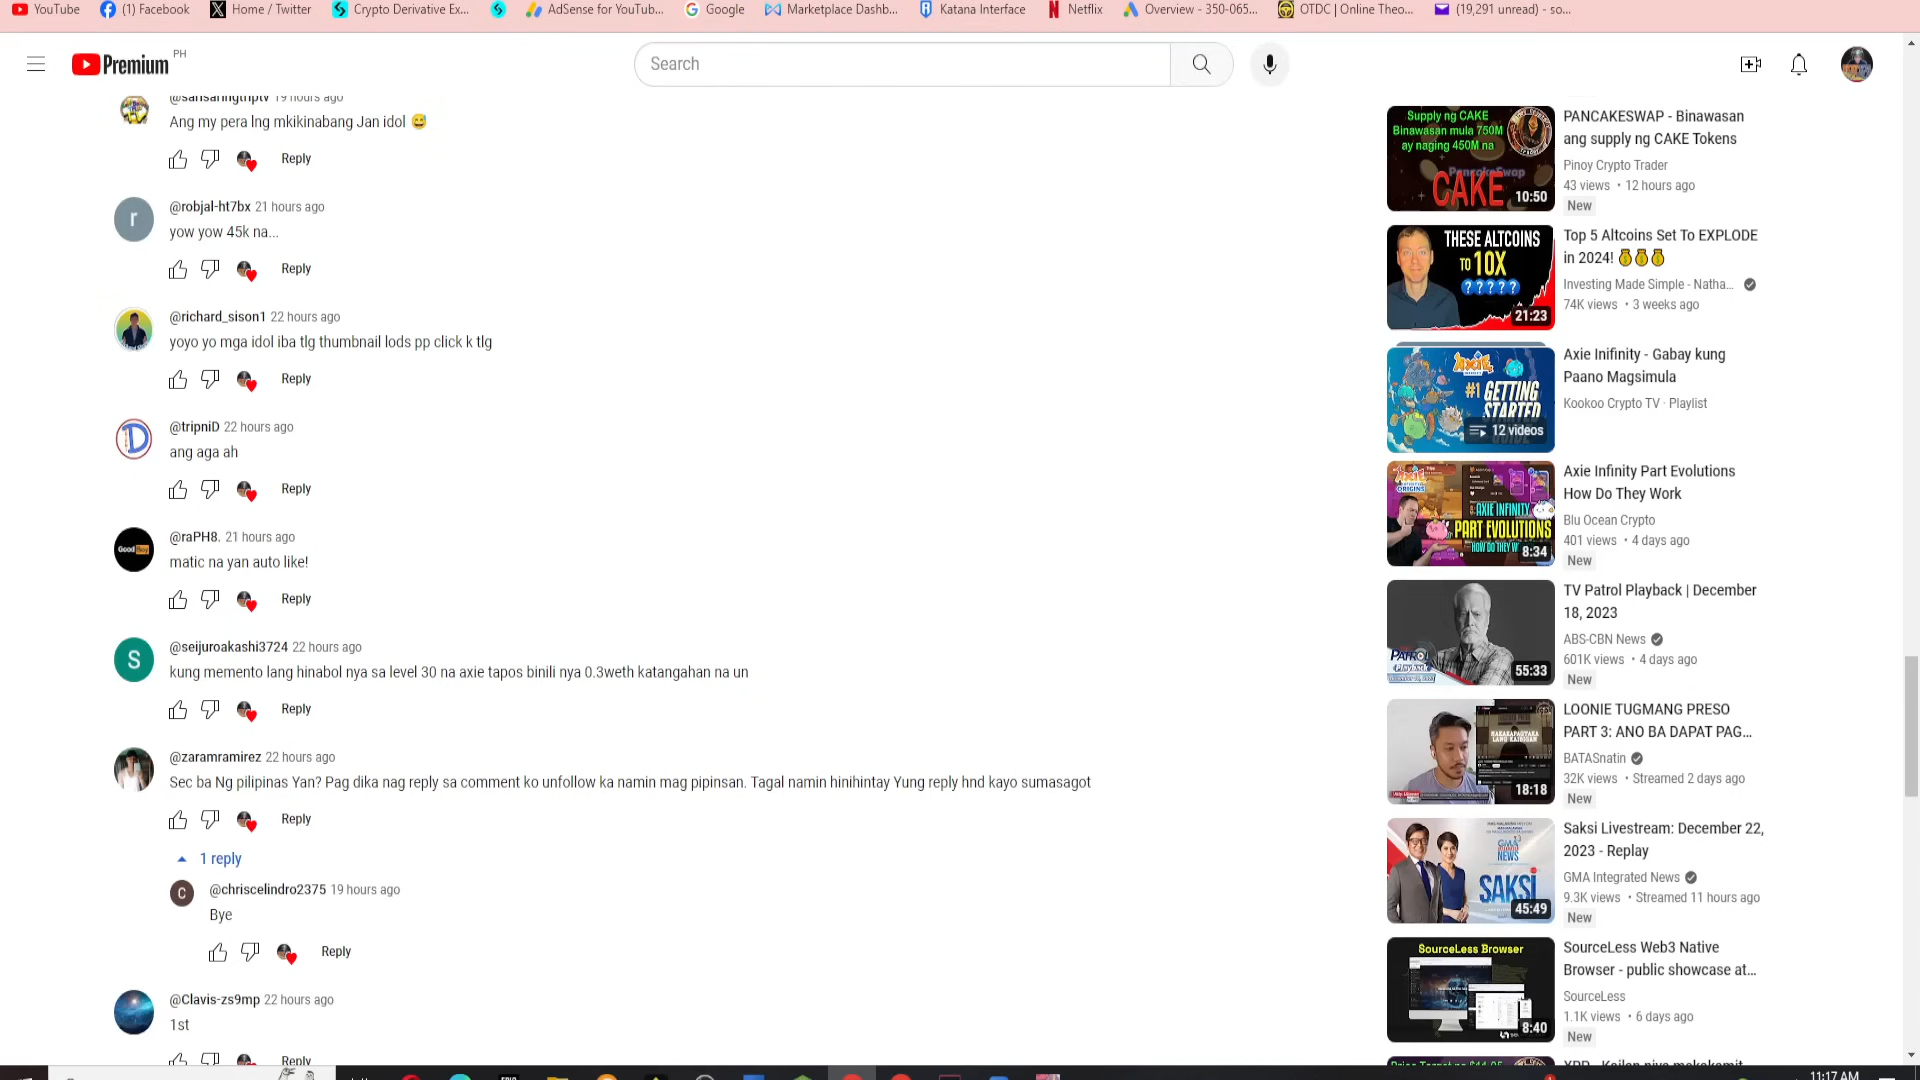 YouTube (1) Facebook Home / Twitter Crypto Derivative Ex... AdSense for YouTub... Google Marketplace Dashb... Katana Interface Netflix Overview - 350-065... OTDC | Online Theo... (19,291 unread) - so...
Premium PH
Search
@sarisaringtriptv 19 hours ago
Ang my pera lng mkikinabang Jan idol 😅
Reply
@robjal-ht7bx 21 hours ago
yow yow 45k na...
Reply
@richard_sison1 22 hours ago
yoyo yo mga idol iba tlg thumbnail lods pp click k tlg
Reply
@tripniD 22 hours ago
ang aga ah
Reply
@raPH8. 21 hours ago
matic na yan auto like!
Reply
@seijuroakashi3724 22 hours ago
kung memento lang hinabol nya sa level 30 na axie tapos binili nya 0.3weth katangahan na un
Reply
@zaramramirez 22 hours ago
Sec ba Ng pilipinas Yan? Pag dika nag reply sa comment ko unfollow ka namin mag pipinsan. Tagal namin hinihintay Yung reply hnd kayo sumasagot
Reply
1 reply
@chriscelindro2375 19 hours ago
Bye
Reply
@Clavis-zs9mp 22 hours ago
1st
Reply
Supply ng CAKE
Binawasan mula 750M
ay naging 450M na
PancakeSwap
CAKE
10:50
PANCAKESWAP - Binawasan
ang supply ng CAKE Tokens
Pinoy Crypto Trader
43 views • 12 hours ago
New
THESE ALTCOINS
TO 10X
?????
21:23
Top 5 Altcoins Set To EXPLODE
in 2024! 💰💰💰
Investing Made Simple - Natha...
74K views • 3 weeks ago
AXIE
#1 GETTING
STARTED
12 videos
Axie Inifinity - Gabay kung
Paano Magsimula
Kookoo Crypto TV · Playlist
AXIE
ORIGINS
AXIE INFINITY
PART EVOLUTIONS
HOW DO THEY W
8:34
Axie Infinity Part Evolutions
How Do They Work
Blu Ocean Crypto
401 views • 4 days ago
New
PATROL
Playback
55:33
TV Patrol Playback | December
18, 2023
ABS-CBN News
601K views • 4 days ago
New
NAKAKAPAGTAKA
LANG KAIBIGAN
18:18
LOONIE TUGMANG PRESO
PART 3: ANO BA DAPAT PAG...
BATASnatin
32K views • Streamed 2 days ago
New
GMA
NEWS
SAKSI
45:49
Saksi Livestream: December 22,
2023 - Replay
GMA Integrated News
9.3K views • Streamed 11 hours ago
New
SourceLess Browser
8:40
SourceLess Web3 Native
Browser - public showcase at...
SourceLess
1.1K views • 6 days ago
New
11:17 AM